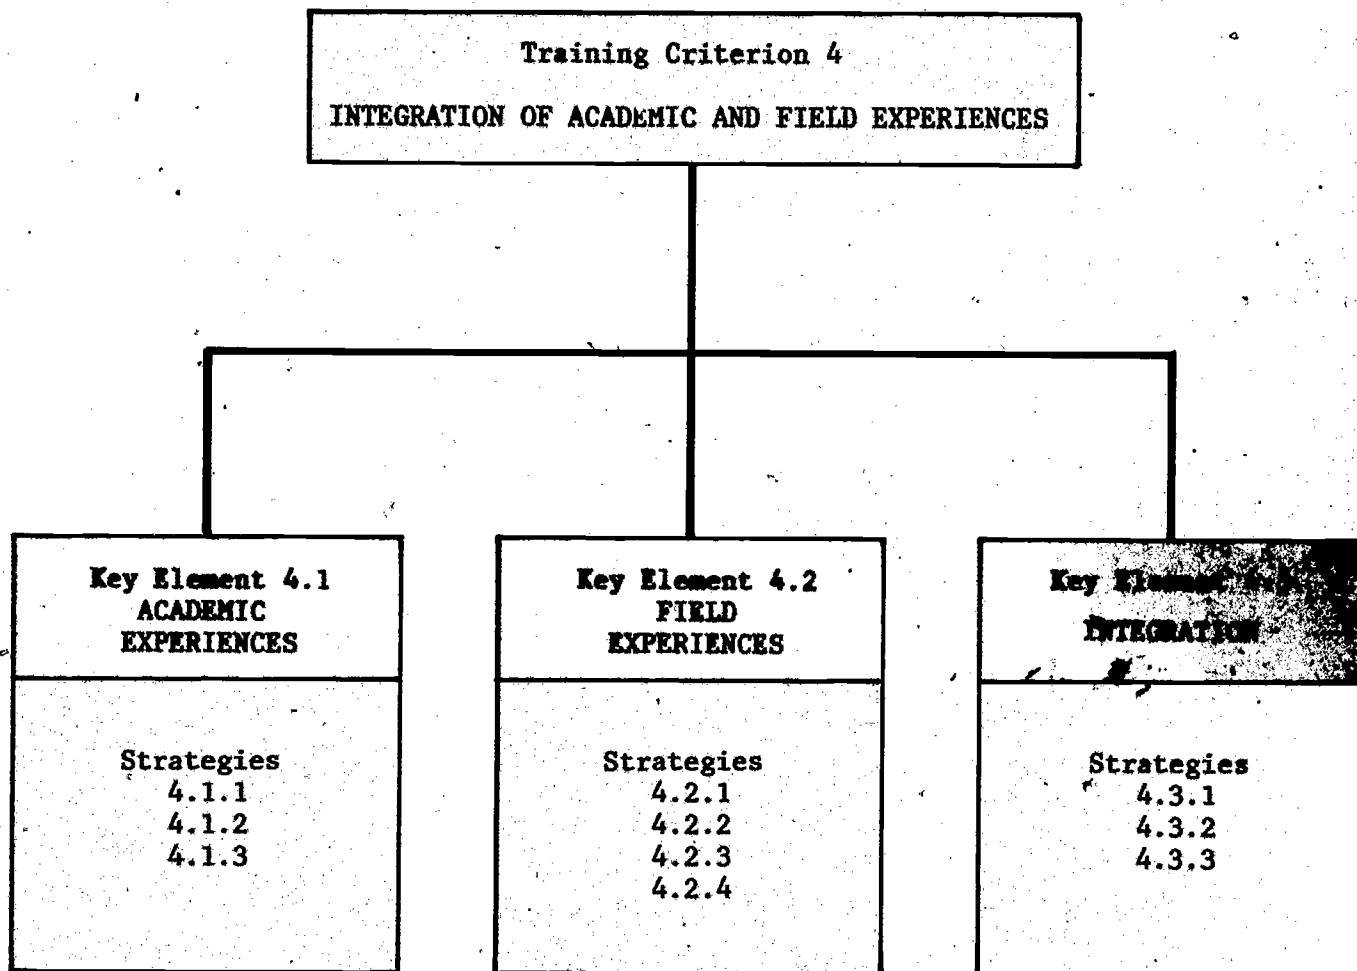 Training Criterion 4
INTEGRATION OF ACADEMIC AND FIELD EXPERIENCES
Key Element 4.1
ACADEMIC
EXPERIENCES
Strategies
4.1.1
4.1.2
4.1.3
Key Element 4.2
FIELD
EXPERIENCES
Strategies
4.2.1
4.2.2
4.2.3
4.2.4
Key Element
INTEGRATION
Strategies
4.3.1
4.3.2
4.3.3